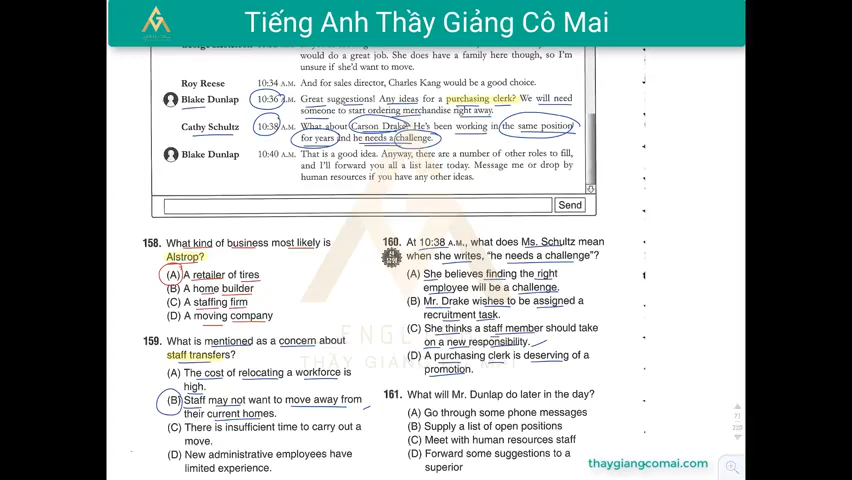 Tiếng Anh Thầy Giảng Cô Mai
would do a great job. She does have a family here though, so I'm
unsure if she'd want to move.
Roy Reese 10:34 A.M. And for sales director, Charles Kang would be a good choice.
Blake Dunlap 10:36 A.M. Great suggestions! Any ideas for a purchasing clerk? We will need
someone to start ordering merchandise right away.
Cathy Schultz 10:38 A.M. What about Carson Drake? He's been working in the same position
for years and he needs a challenge.
Blake Dunlap 10:40 A.M. That is a good idea. Anyway, there are a number of other roles to fill,
and I'll forward you all a list later today. Message me or drop by
human resources if you have any other ideas.
Send
158. What kind of business most likely is
Alstrop?
(A) A retailer of tires
(B) A home builder
(C) A staffing firm
(D) A moving company
159. What is mentioned as a concern about
staff transfers?
(A) The cost of relocating a workforce is
high.
(B) Staff may not want to move away from
their current homes.
(C) There is insufficient time to carry out a
move.
(D) New administrative employees have
limited experience.
160. At 10:38 A.M., what does Ms. Schultz mean
when she writes, "he needs a challenge"?
(A) She believes finding the right
employee will be a challenge.
(B) Mr. Drake wishes to be assigned a
recruitment task.
(C) She thinks a staff member should take
on a new responsibility.
(D) A purchasing clerk is deserving of a
promotion.
161. What will Mr. Dunlap do later in the day?
(A) Go through some phone messages
(B) Supply a list of open positions
(C) Meet with human resources staff
(D) Forward some suggestions to a
superior
thaygiangcomai.com